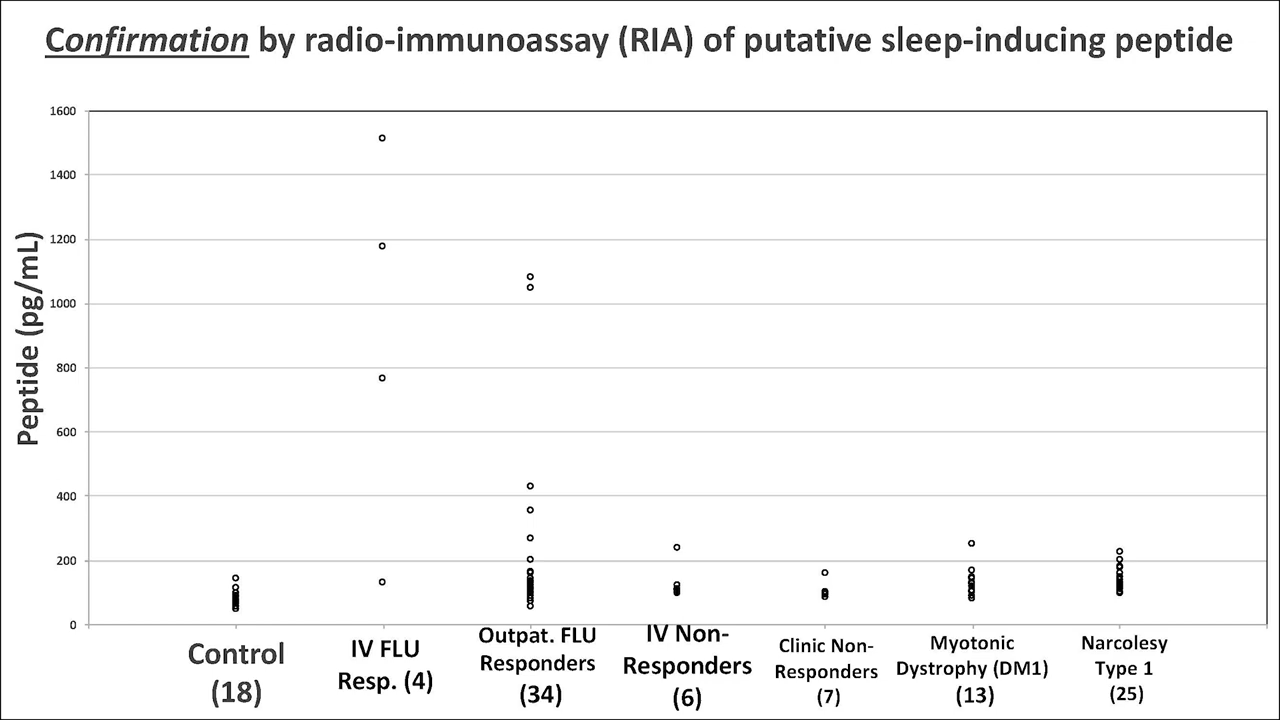 Confirmation by radio-immunoassay (RIA) of putative sleep-inducing peptide
Peptide (pg/mL)
1600
1400
1200
1000
800
600
400
200
0
Control
(18)
IV FLU
Resp. (4)
Outpat. FLU
Responders
(34)
IV Non-
Responders
(6)
Clinic Non-
Responders
(7)
Myotonic
Dystrophy (DM1)
(13)
Narcolesy
Type 1
(25)